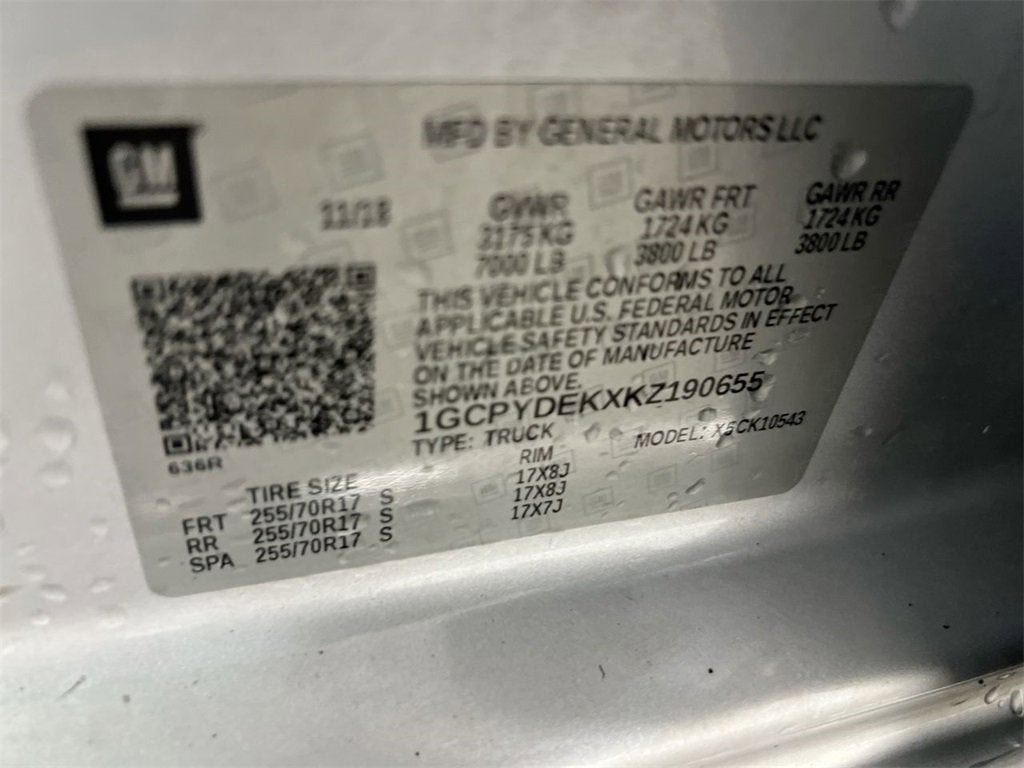 GM
MFD BY GENERAL MOTORS LLC
11/18
GVWR GAWR FRT GAWR RR
3175 KG 1724 KG 1724 KG
7000 LB 3800 LB 3800 LB
THIS VEHICLE CONFORMS TO ALL
APPLICABLE U.S. FEDERAL MOTOR
VEHICLE SAFETY STANDARDS IN EFFECT
ON THE DATE OF MANUFACTURE
SHOWN ABOVE.
1GCPYDEKXKZ190655
TYPE: TRUCK MODEL: X5CK10543
636R
TIRE SIZE RIM
FRT 255/70R17 S 17X8J
RR 255/70R17 S 17X8J
SPA 255/70R17 S 17X7J